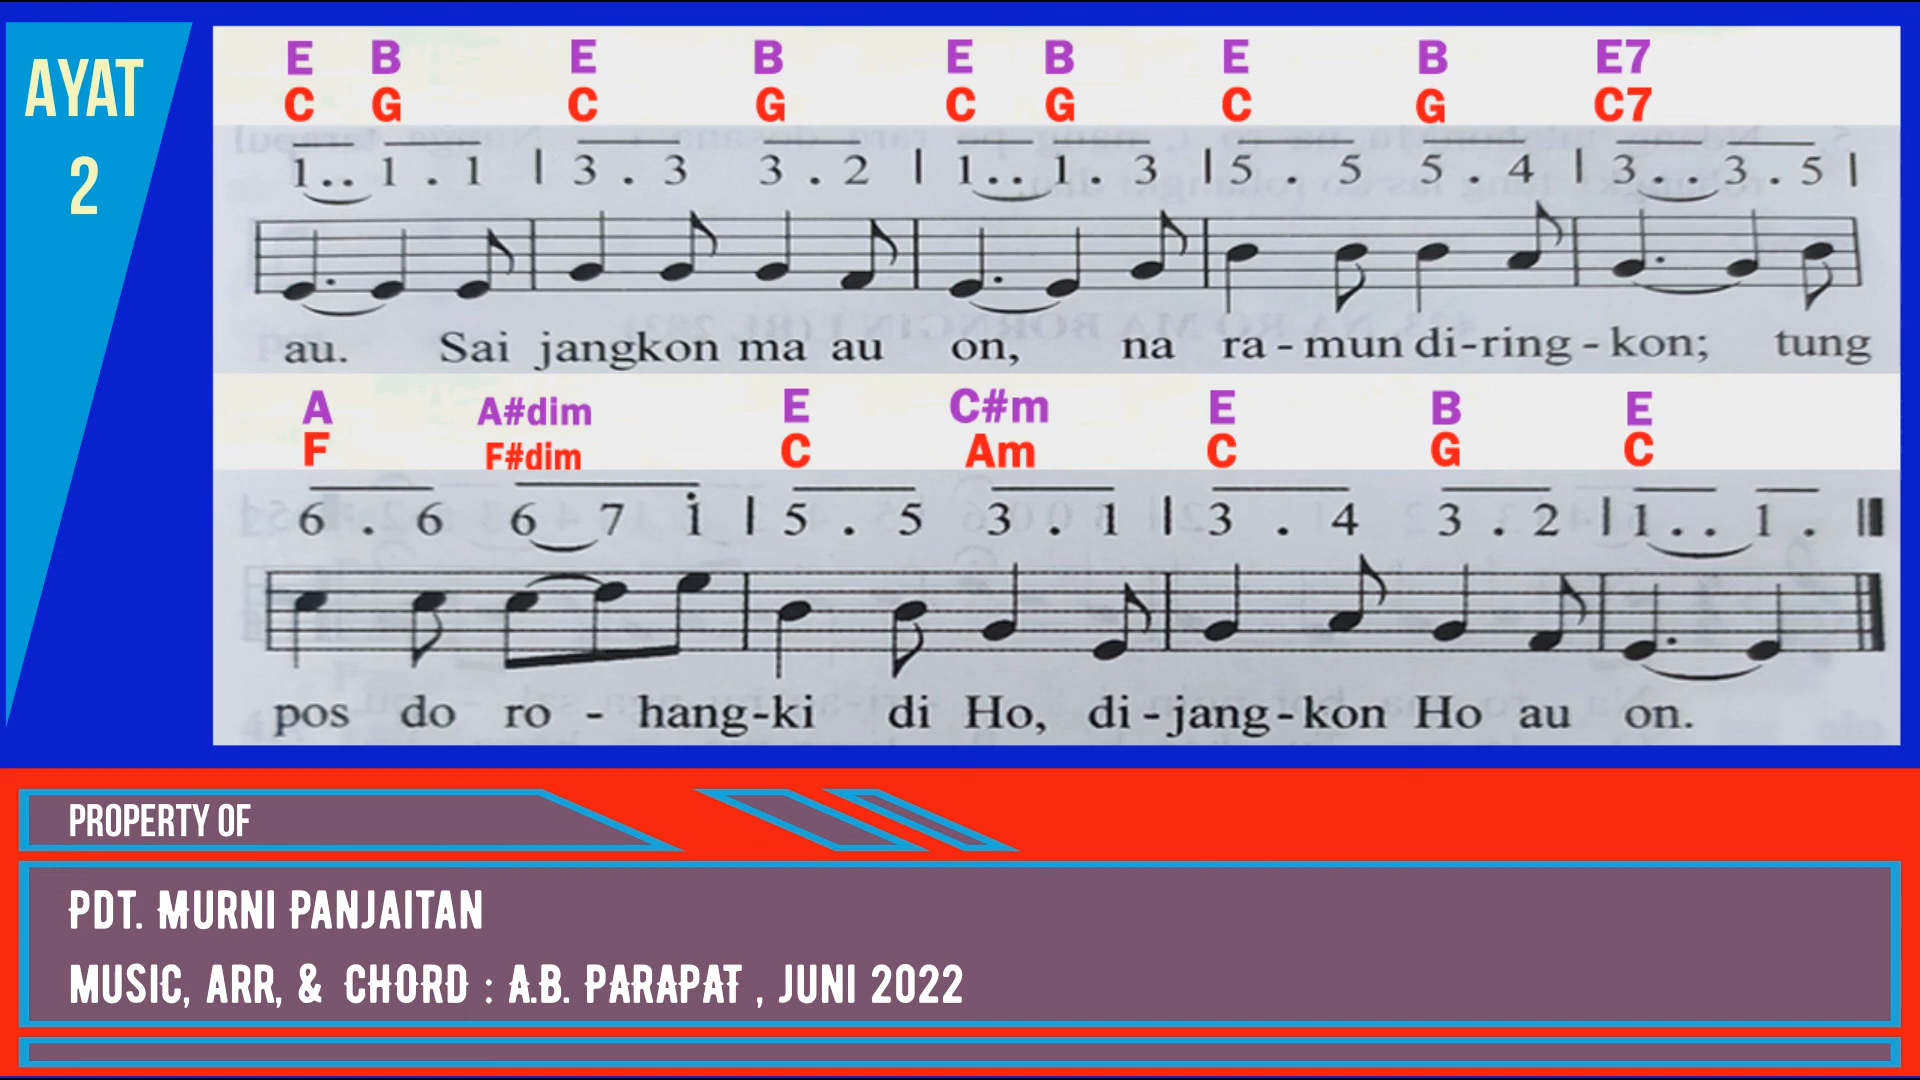 AYAT
2
E B E B E B E B E7
C G C G C G C G C7
1 . . 1 . 1 | 3 . 3 3 . 2 | 1 . . 1 . 3 | 5 . 5 5 . 4 | 3 . . 3 . 5 |
au. Sai jangkon ma au on, na ra - mun di-ring - kon; tung
A A#dim E C#m E B E
F F#dim C Am C G C
6 . 6 6 7 i | 5 . 5 3 . 1 | 3 . 4 3 . 2 | 1 . . 1 .
pos do ro - hang-ki di Ho, di - jang - kon Ho au on.
PROPERTY OF
PDT. MURNI PANJAITAN
MUSIC, ARR, & CHORD : A.B. PARAPAT , JUNI 2022